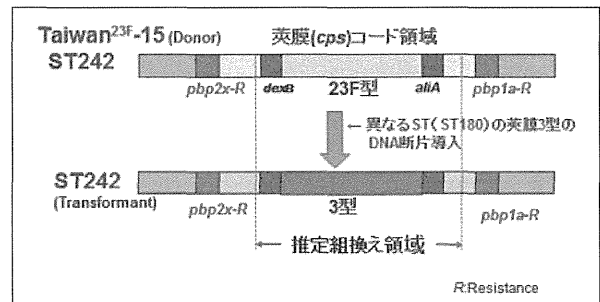 Taiwan23F-15 (Donor) 莢膜(cps)コード領域
ST242
pbp2x-R dexB 23F型 aliA pbp1a-R
←異なるST(ST180)の莢膜3型の
DNA断片導入
ST242
(Transformant)
pbp2x-R 3型 pbp1a-R
推定組換え領域
R:Resistance